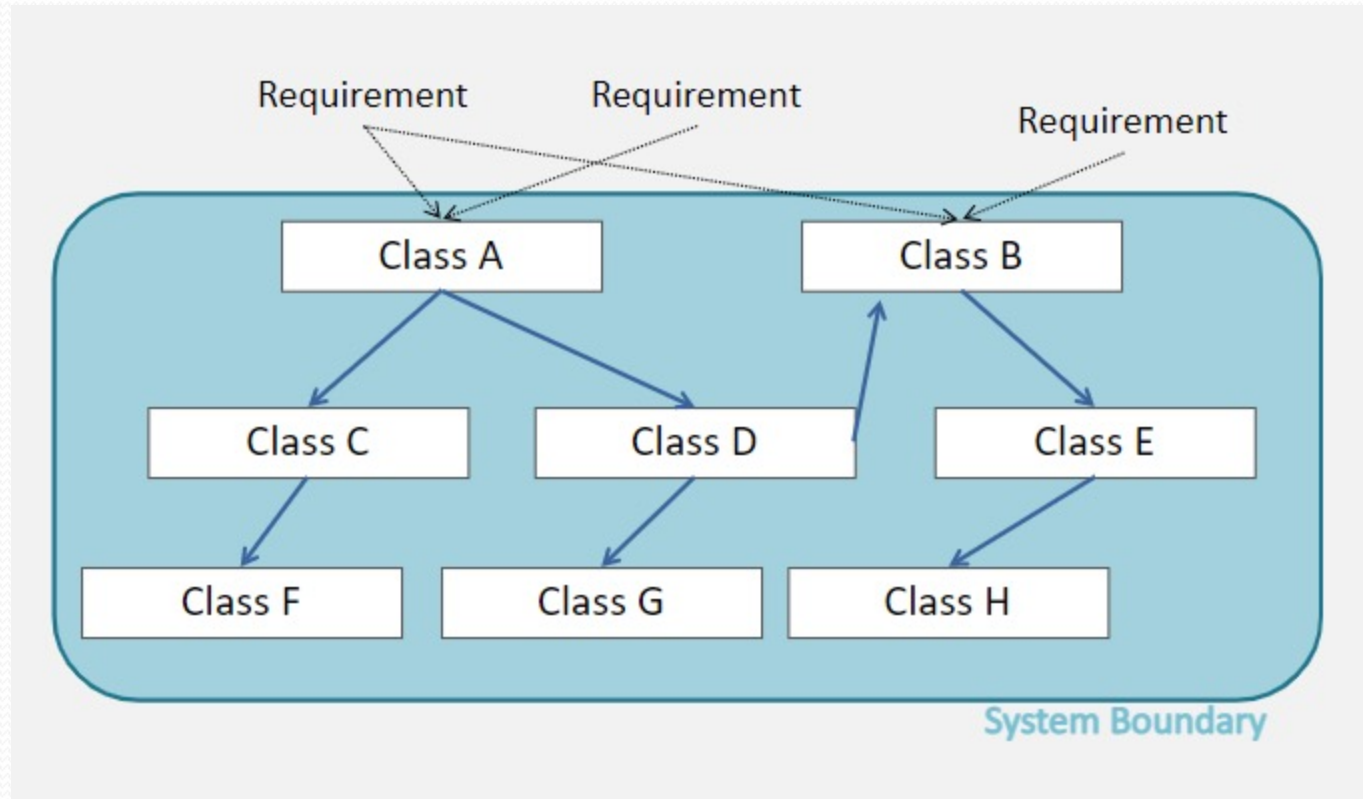 Requirement
Requirement
Requirement
Class A
Class B
Class C
Class D
Class E
Class F
Class G
Class H
System Boundary